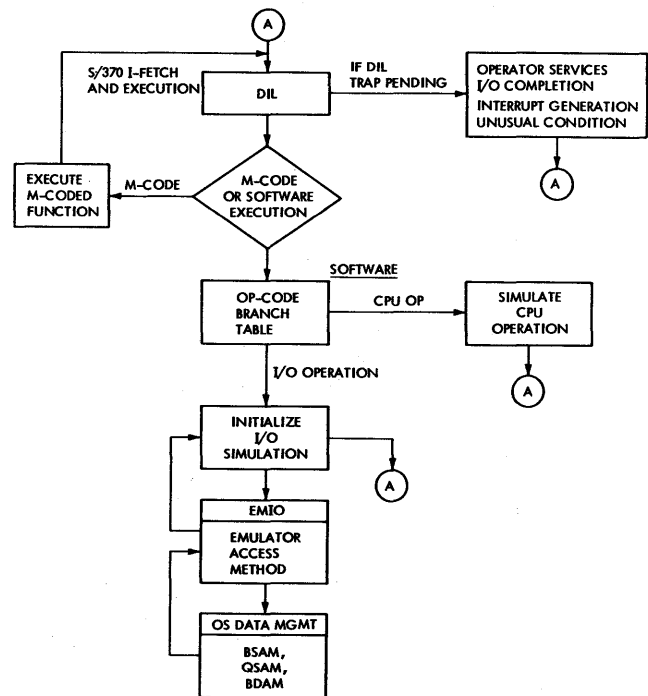 A
S/370 I-FETCH
AND EXECUTION
DIL
IF DIL
TRAP PENDING
OPERATOR SERVICES
I/O COMPLETION
INTERRUPT GENERATION
UNUSUAL CONDITION
A
EXECUTE
M-CODED
FUNCTION
M-CODE
M-CODE
OR SOFTWARE
EXECUTION
SOFTWARE
OP-CODE
BRANCH
TABLE
CPU OP
SIMULATE
CPU
OPERATION
A
I/O OPERATION
INITIALIZE
I/O
SIMULATION
A
EMIO
EMULATOR
ACCESS
METHOD
OS DATA MGMT
BSAM,
QSAM,
BDAM